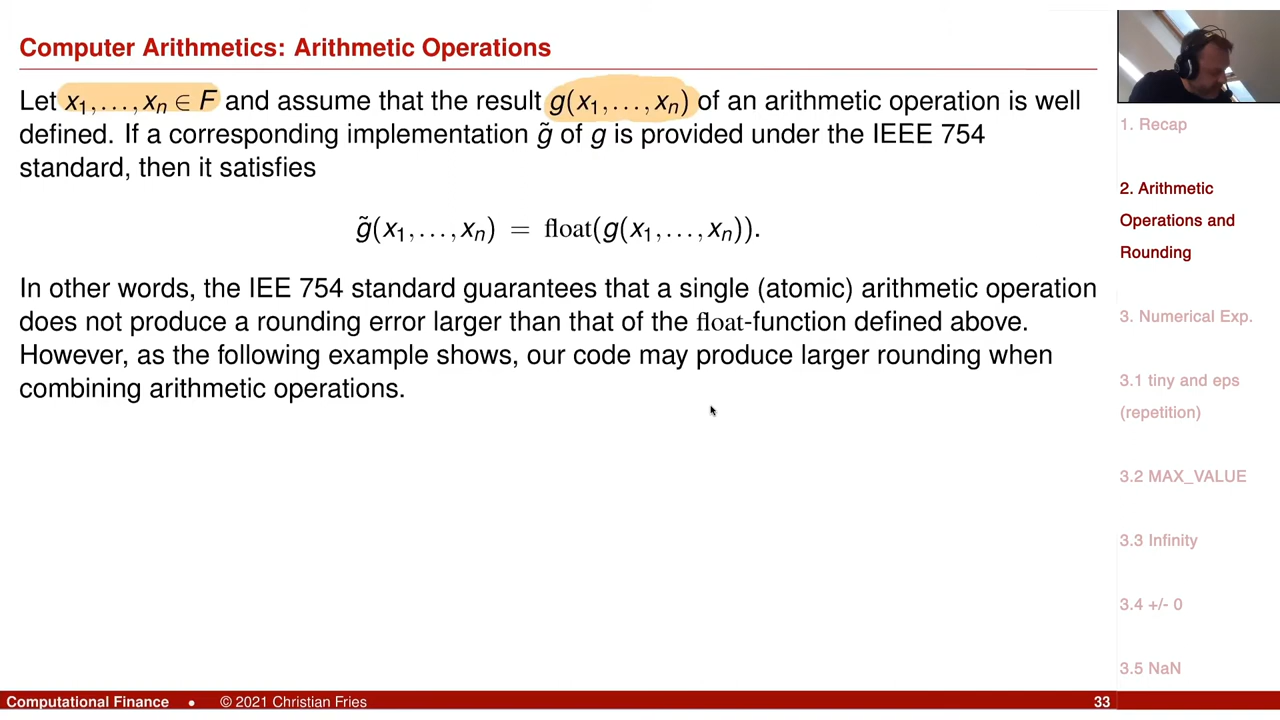 Computer Arithmetics: Arithmetic Operations
Let x₁,...,xₙ ∈ F and assume that the result g(x₁,...,xₙ) of an arithmetic operation is well
defined. If a corresponding implementation g̃ of g is provided under the IEEE 754
standard, then it satisfies
g̃(x₁,...,xₙ) = float(g(x₁,...,xₙ)).
In other words, the IEE 754 standard guarantees that a single (atomic) arithmetic operation
does not produce a rounding error larger than that of the float-function defined above.
However, as the following example shows, our code may produce larger rounding when
combining arithmetic operations.
1. Recap
2. Arithmetic
Operations and
Rounding
3. Numerical Exp.
3.1 tiny and eps
(repetition)
3.2 MAX_VALUE
3.3 Infinity
3.4 +/- 0
3.5 NaN
Computational Finance • © 2021 Christian Fries 33